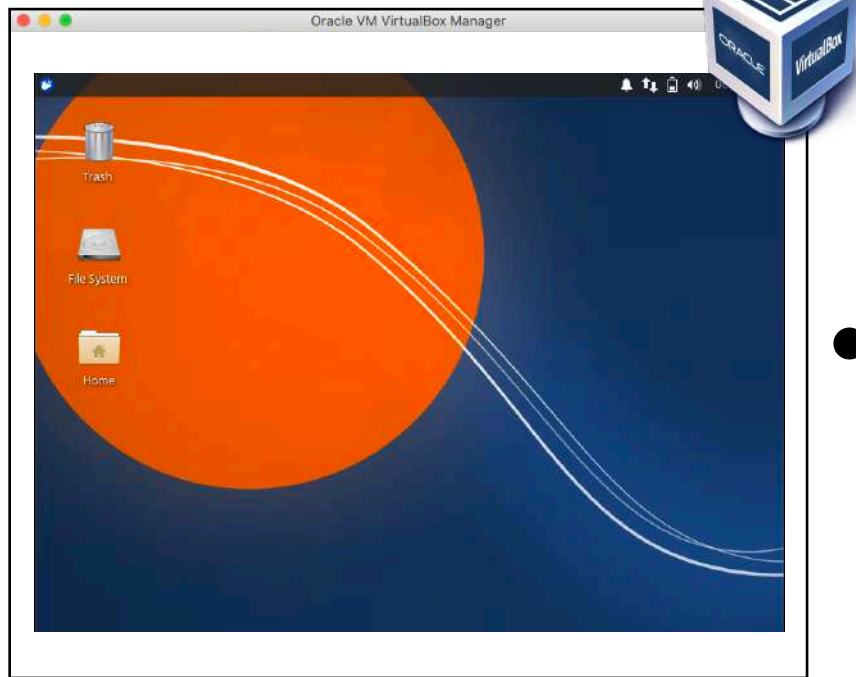 Oracle VM VirtualBox Manager
ORACLE
VirtualBox
Trash
File System
Home